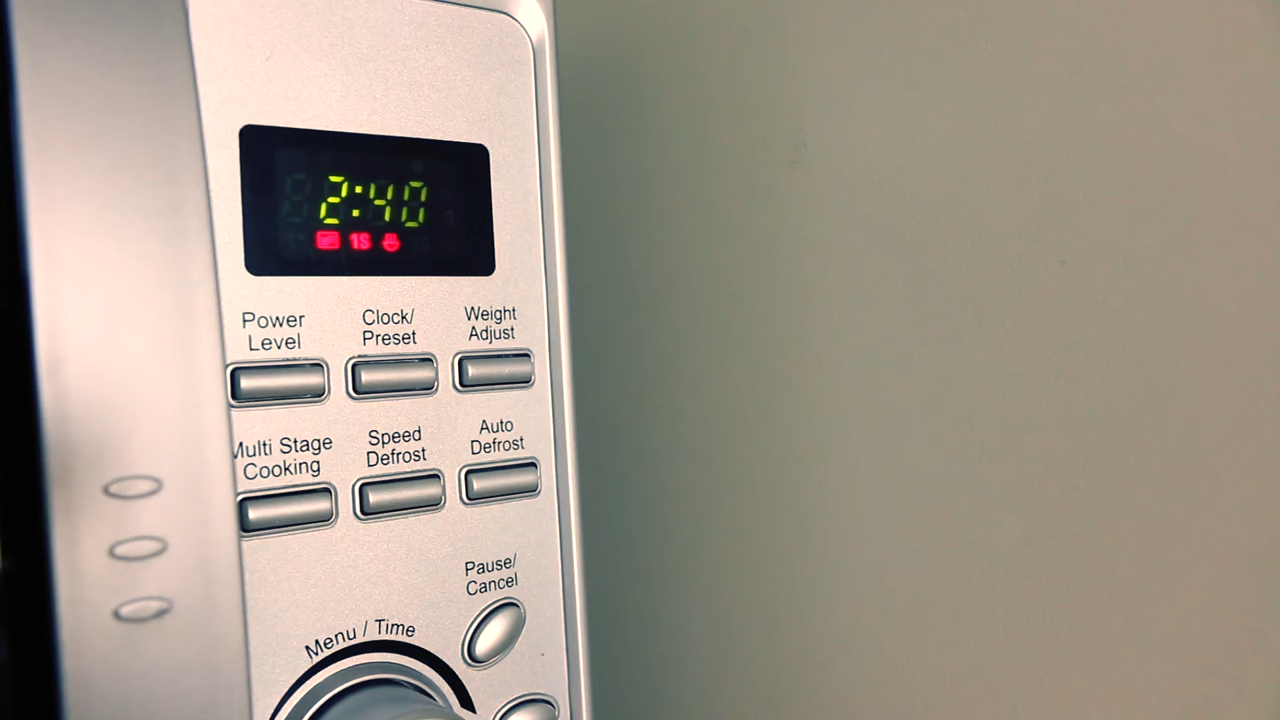 2:40
1S
Power
Level
Clock/
Preset
Weight
Adjust
Multi Stage
Cooking
Speed
Defrost
Auto
Defrost
Pause/
Cancel
Menu / Time